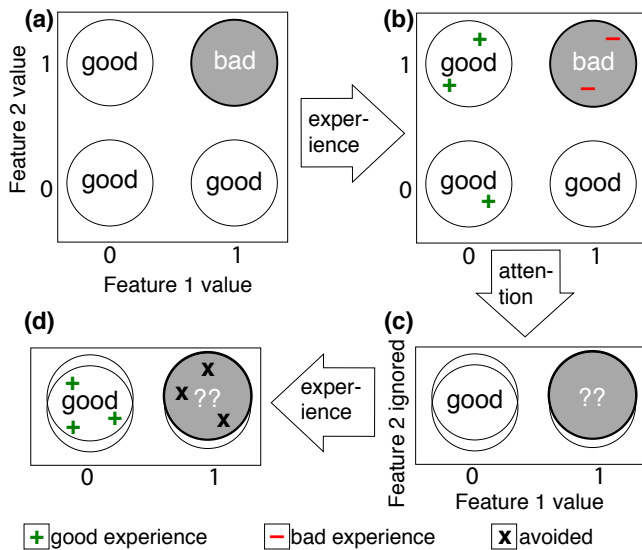 (a)
Feature 2 value
1
0
good
bad
good
good
0
1
Feature 1 value
exper-
ience
(b)
1
0
+
good
+
−
bad
−
good
+
good
0
1
atten-
tion
(c)
Feature 2 ignored
good
??
0
1
Feature 1 value
exper-
ience
(d)
+
good
+
+
x
x
??
x
0
1
+ good experience
− bad experience
x avoided